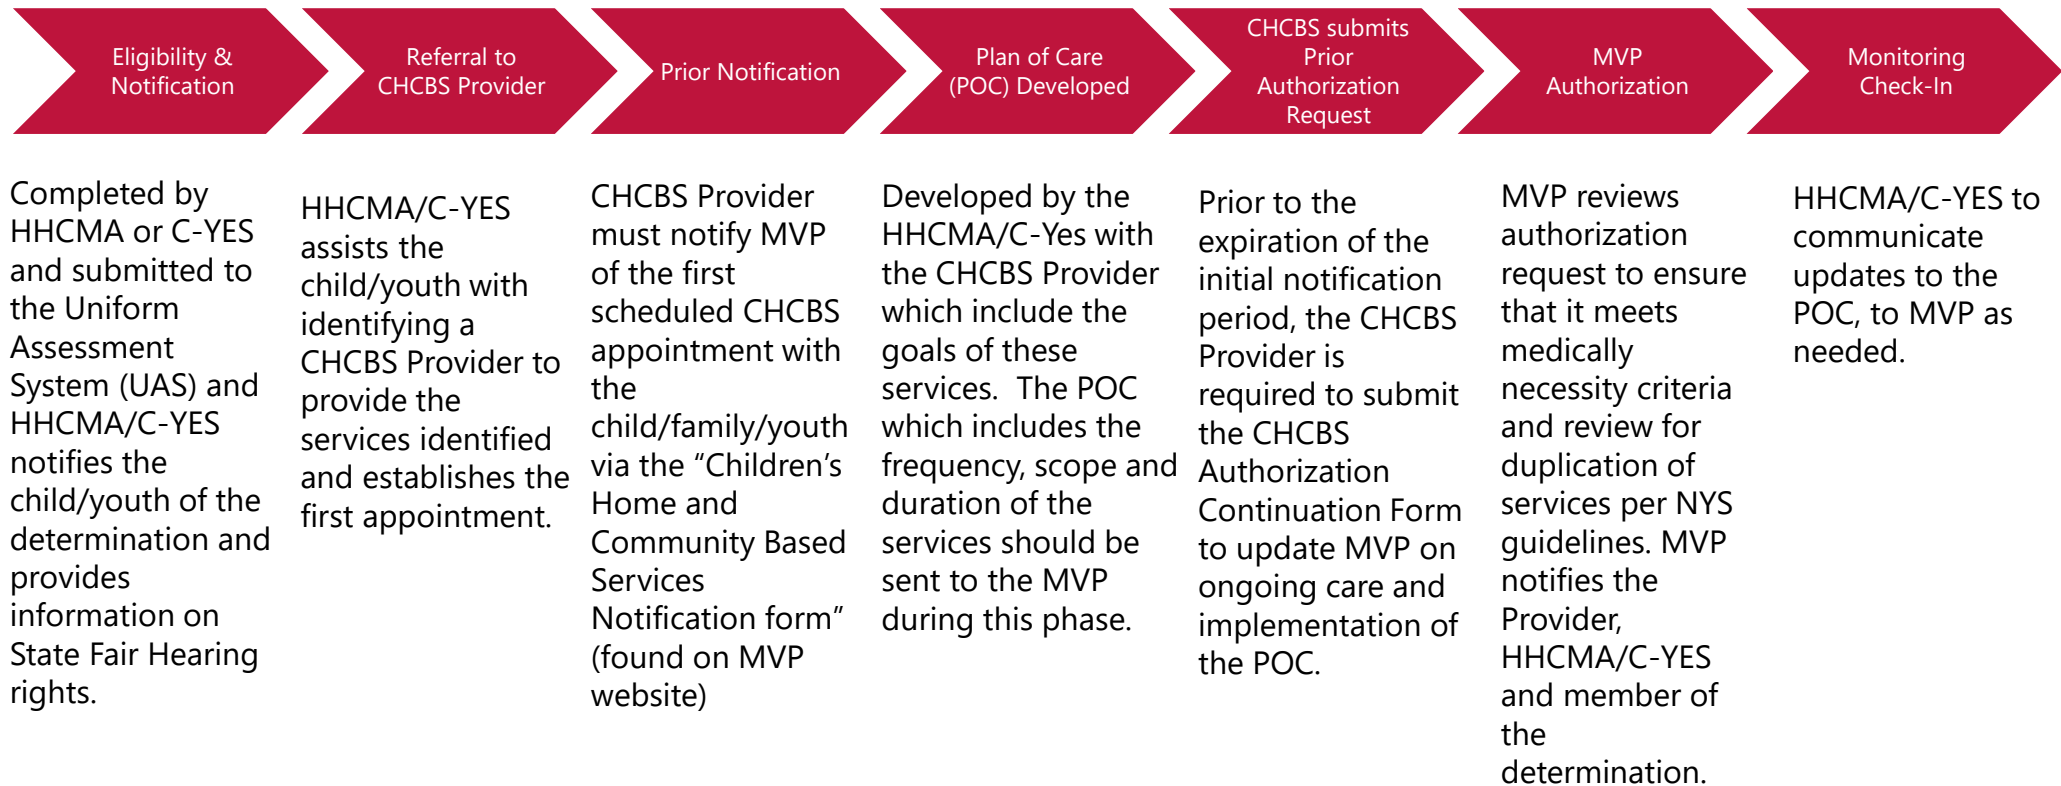 Eligibility &
Notification
Referral to
CHCBS Provider
Prior Notification
Plan of Care
(POC) Developed
CHCBS submits
Prior
Authorization
Request
MVP
Authorization
Monitoring
Check-In
Completed by
HHCMA or C-YES
and submitted to
the Uniform
Assessment
System (UAS) and
HHCMA/C-YES
notifies the
child/youth of the
determination and
provides
information on
State Fair Hearing
rights.
HHCMA/C-YES
assists the
child/youth with
identifying a
CHCBS Provider to
provide the
services identified
and establishes the
first appointment.
CHCBS Provider
must notify MVP
of the first
scheduled CHCBS
appointment with
the
child/family/youth
via the “Children’s
Home and
Community Based
Services
Notification form”
(found on MVP
website)
Developed by the
HHCMA/C-Yes with
the CHCBS Provider
which include the
goals of these
services.  The POC
which includes the
frequency, scope and
duration of the
services should be
sent to the MVP
during this phase.
Prior to the
expiration of the
initial notification
period, the CHCBS
Provider is
required to submit
the CHCBS
Authorization
Continuation Form
to update MVP on
ongoing care and
implementation of
the POC.
MVP reviews
authorization
request to ensure
that it meets
medically
necessity criteria
and review for
duplication of
services per NYS
guidelines. MVP
notifies the
Provider,
HHCMA/C-YES
and member of
the
determination.
HHCMA/C-YES to
communicate
updates to the
POC, to MVP as
needed.